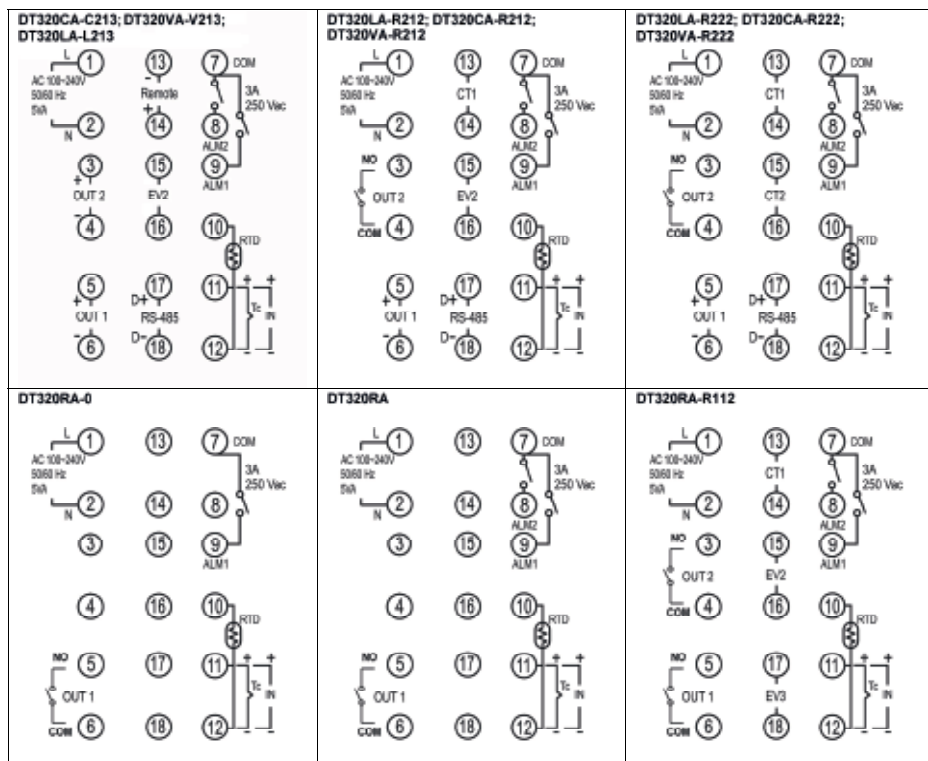 DT320CA-C213; DT320VA-V213;
DT320LA-L213
L 1 13 7 COM
AC 100~240V
50/60 Hz
5VA
- Remote +
3A
250 Vac
N 2 14 8
ALM2
3 15 9
ALM1
+ OUT 2 -
EV2
4 16 10
RTD
5 17 11 + +
+ OUT 1 -
D+ RS-485 D-
Tc IN
6 18 12 - -
DT320LA-R212; DT320CA-R212;
DT320VA-R212
L 1 13 7 COM
AC 100~240V
50/60 Hz
5VA
CT1
3A
250 Vac
N 2 14 8
ALM2
NO 3 15 9
ALM1
OUT 2
EV2
COM 4 16 10
RTD
5 17 11 + +
+ OUT 1 -
D+ RS-485 D-
Tc IN
6 18 12 - -
DT320LA-R222; DT320CA-R222;
DT320VA-R222
L 1 13 7 COM
AC 100~240V
50/60 Hz
5VA
CT1
3A
250 Vac
N 2 14 8
ALM2
NO 3 15 9
ALM1
OUT 2
CT2
COM 4 16 10
RTD
5 17 11 + +
+ OUT 1 -
D+ RS-485 D-
Tc IN
6 18 12 - -
DT320RA-0
L 1 13 7 COM
AC 100~240V
50/60 Hz
5VA
3A
250 Vac
N 2 14 8
3 15 9
ALM1
4 16 10
RTD
NO 5 17 11 + +
OUT 1
Tc IN
COM 6 18 12 - -
DT320RA
L 1 13 7 COM
AC 100~240V
50/60 Hz
5VA
3A
250 Vac
N 2 14 8
ALM2
3 15 9
ALM1
4 16 10
RTD
NO 5 17 11 + +
OUT 1
Tc IN
COM 6 18 12 - -
DT320RA-R112
L 1 13 7 COM
AC 100~240V
50/60 Hz
5VA
CT1
3A
250 Vac
N 2 14 8
ALM2
NO 3 15 9
ALM1
OUT 2
EV2
COM 4 16 10
RTD
NO 5 17 11 + +
OUT 1
EV3
Tc IN
COM 6 18 12 - -